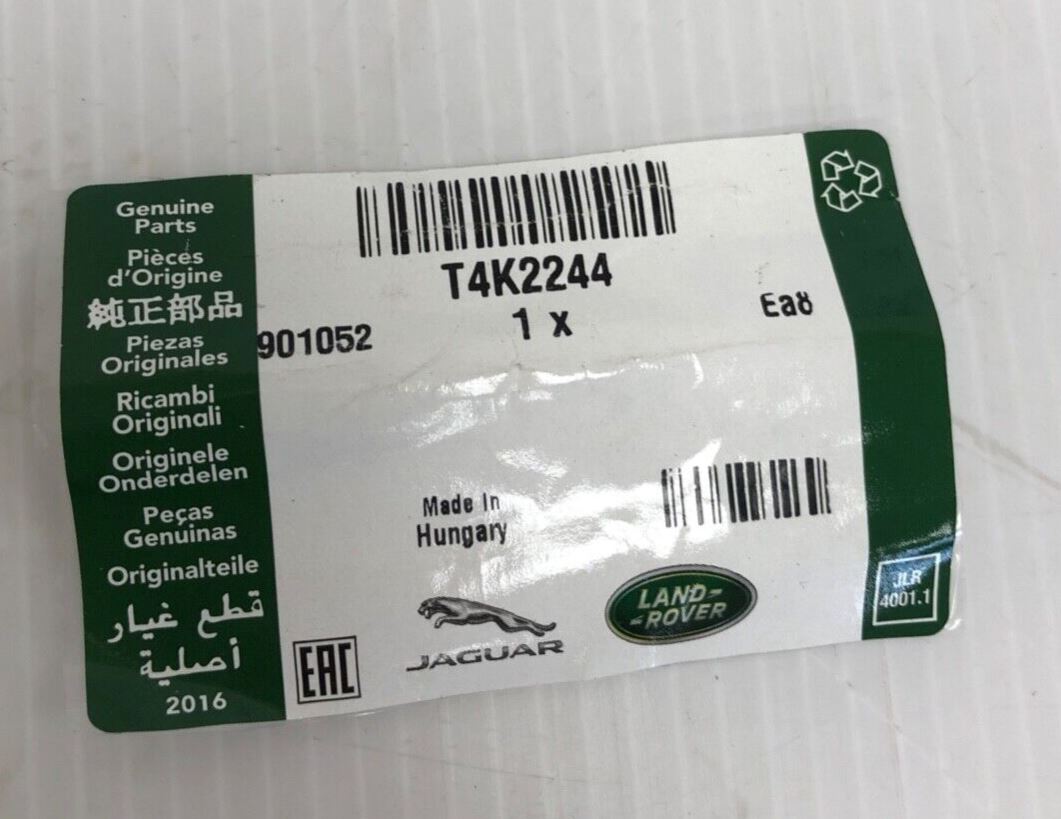 Genuine
Parts
Pièces
d'Origine
純正部品
Piezas
Originales
Ricambi
Originali
Originele
Onderdelen
Peças
Genuinas
Originalteile
قطع غيار
أصلية
2016
T4K2244
1 x
Ea8
901052
Made In
Hungary
EAC
JAGUAR
LAND-
-ROVER
JLR
4001.1